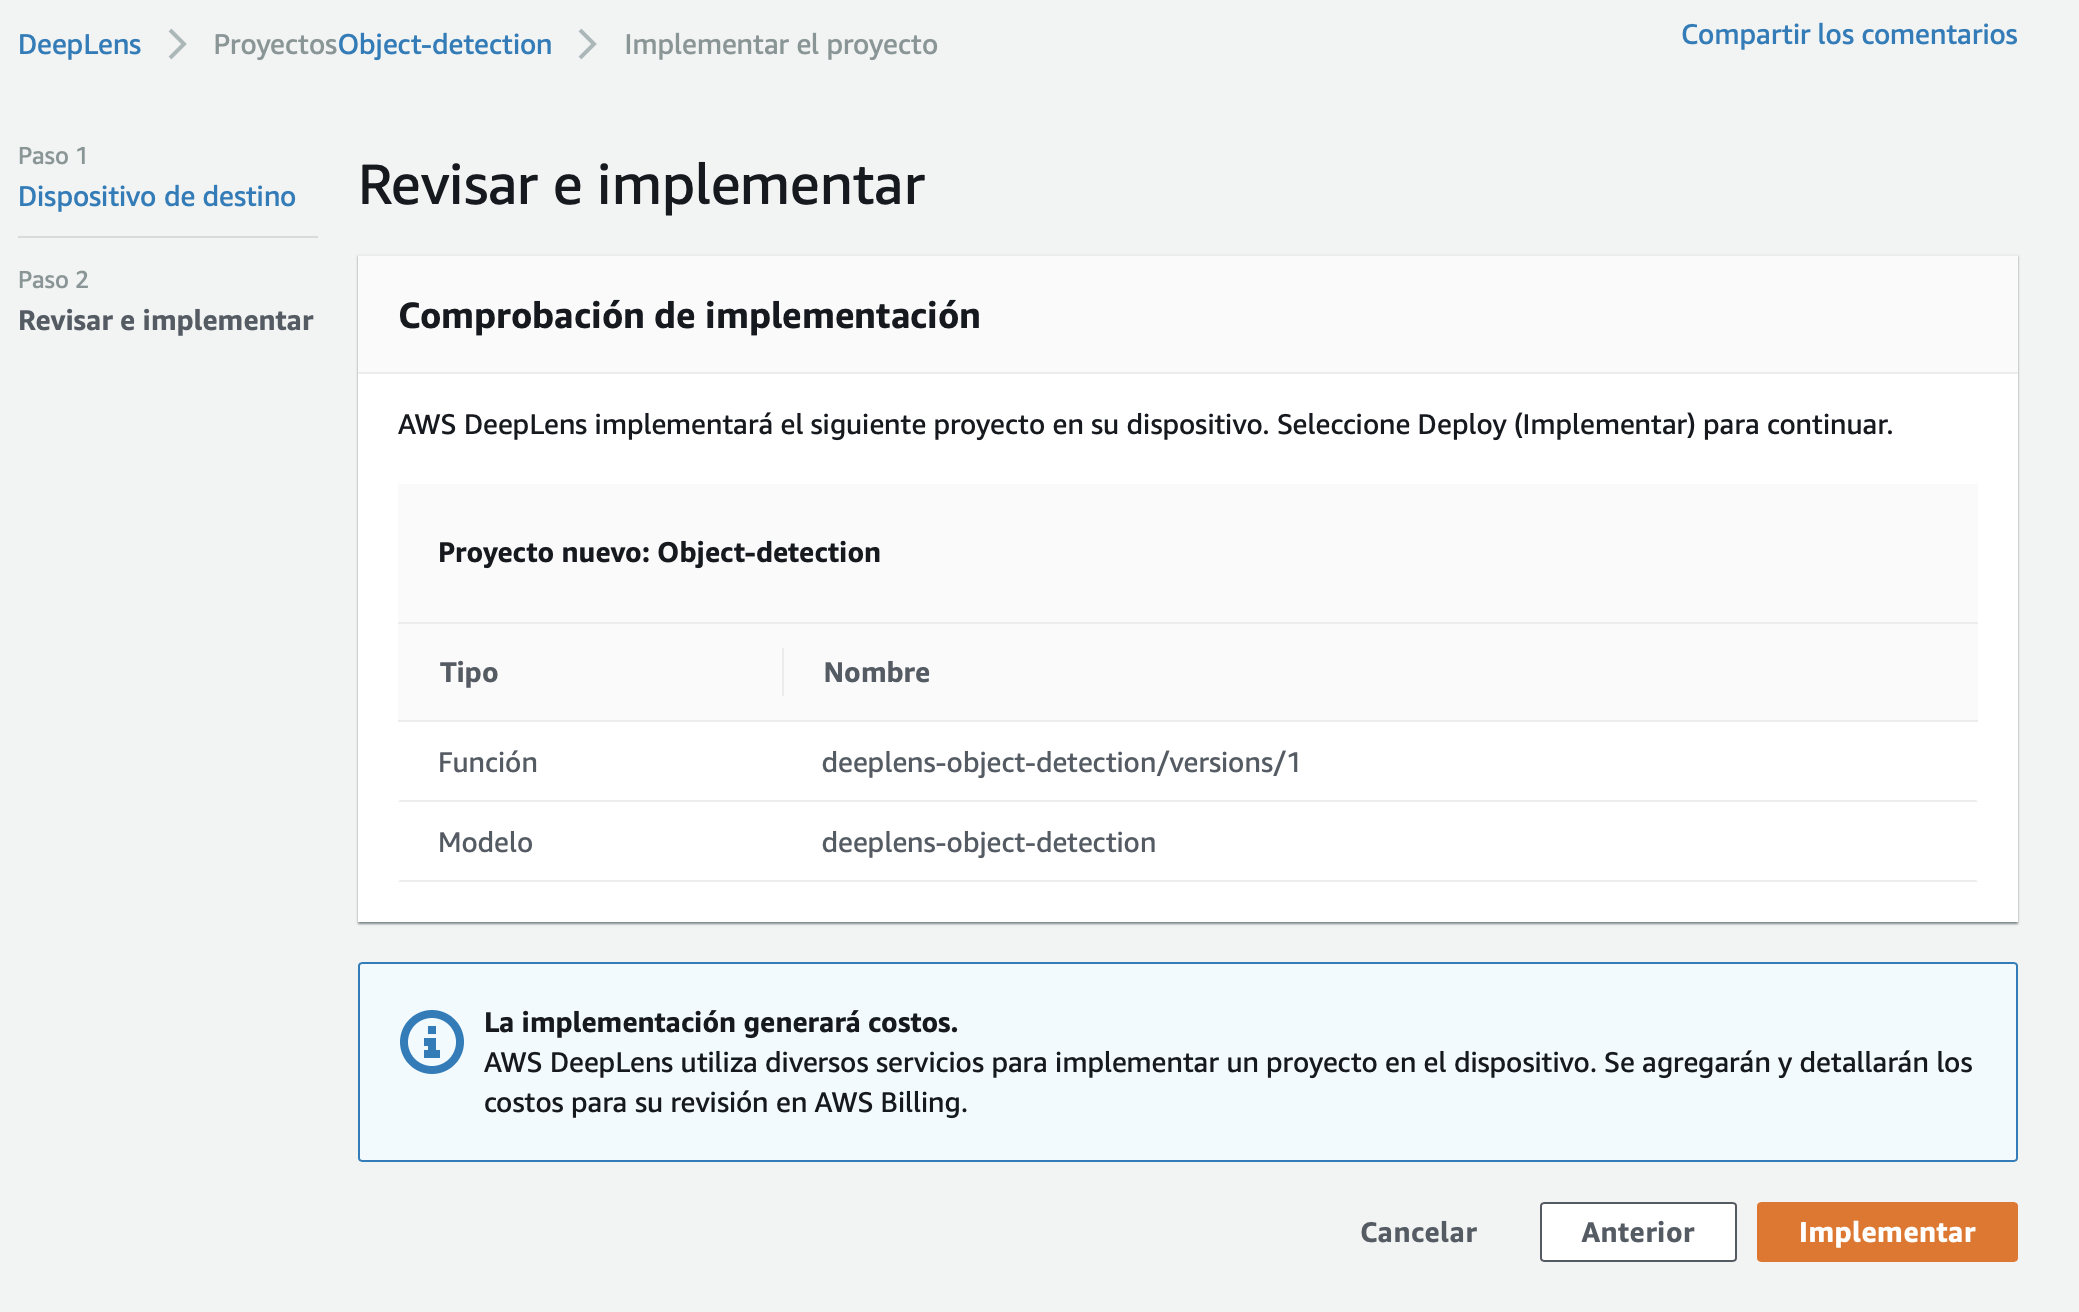 DeepLens
ProyectosObject-detection
Implementar el proyecto
Compartir los comentarios
Paso 1
Dispositivo de destino
Paso 2
Revisar e implementar
Revisar e implementar
Comprobación de implementación
AWS DeepLens implementará el siguiente proyecto en su dispositivo. Seleccione Deploy (Implementar) para continuar.
Proyecto nuevo: Object-detection
Tipo Nombre
Función deeplens-object-detection/versions/1
Modelo deeplens-object-detection
La implementación generará costos.
AWS DeepLens utiliza diversos servicios para implementar un proyecto en el dispositivo. Se agregarán y detallarán los
costos para su revisión en AWS Billing.
Cancelar Anterior Implementar